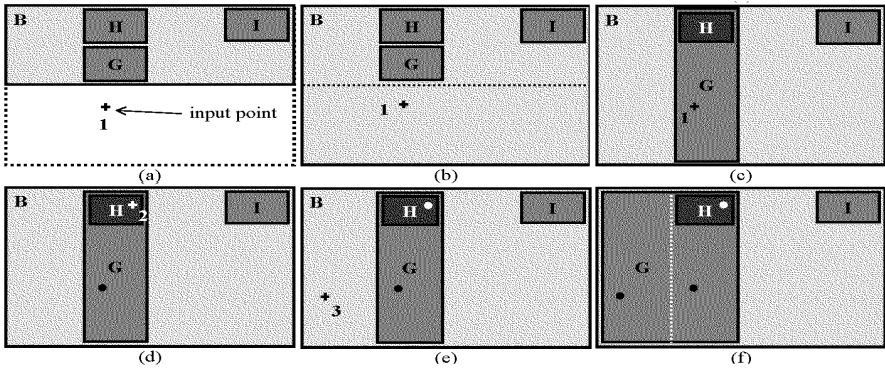 B H I
G
input point
1
(a)
B H I
G
1
(b)
B H I
G
1
(c)
B H 2 I
G
(d)
B H I
G
3
(e)
H I
G
(f)